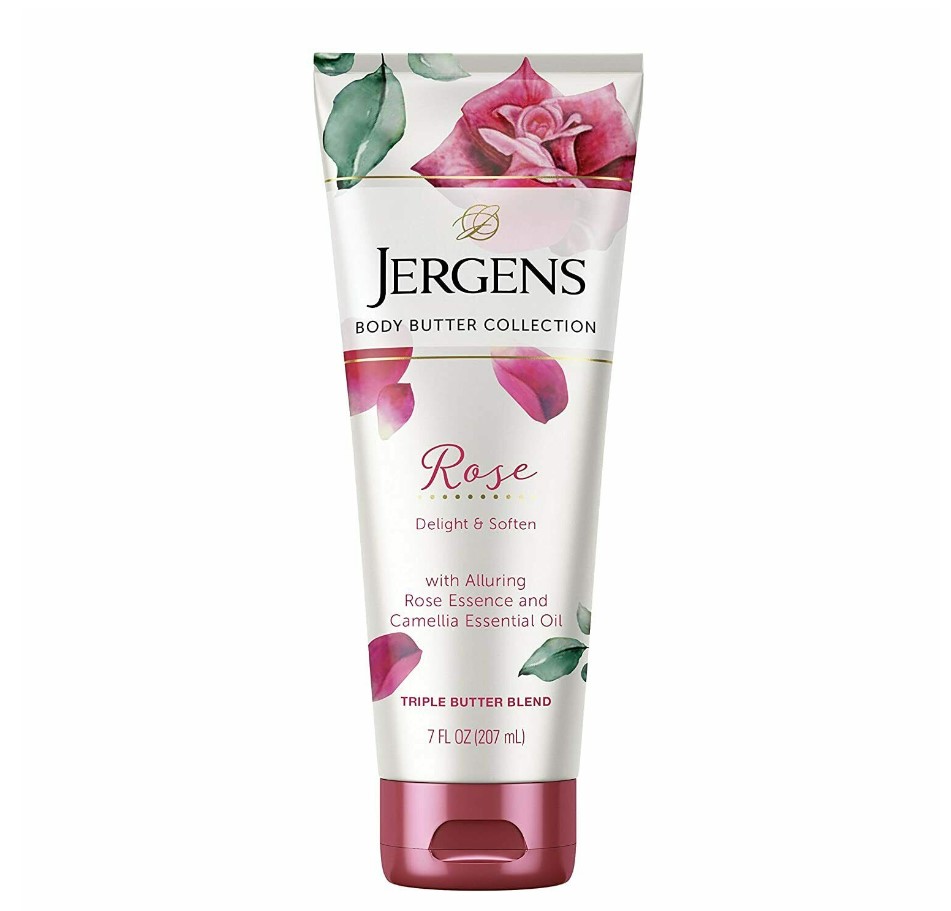 JERGENS
BODY BUTTER COLLECTION
Rose
Delight & Soften
with Alluring
Rose Essence and
Camellia Essential Oil
TRIPLE BUTTER BLEND
7 FL OZ (207 mL)